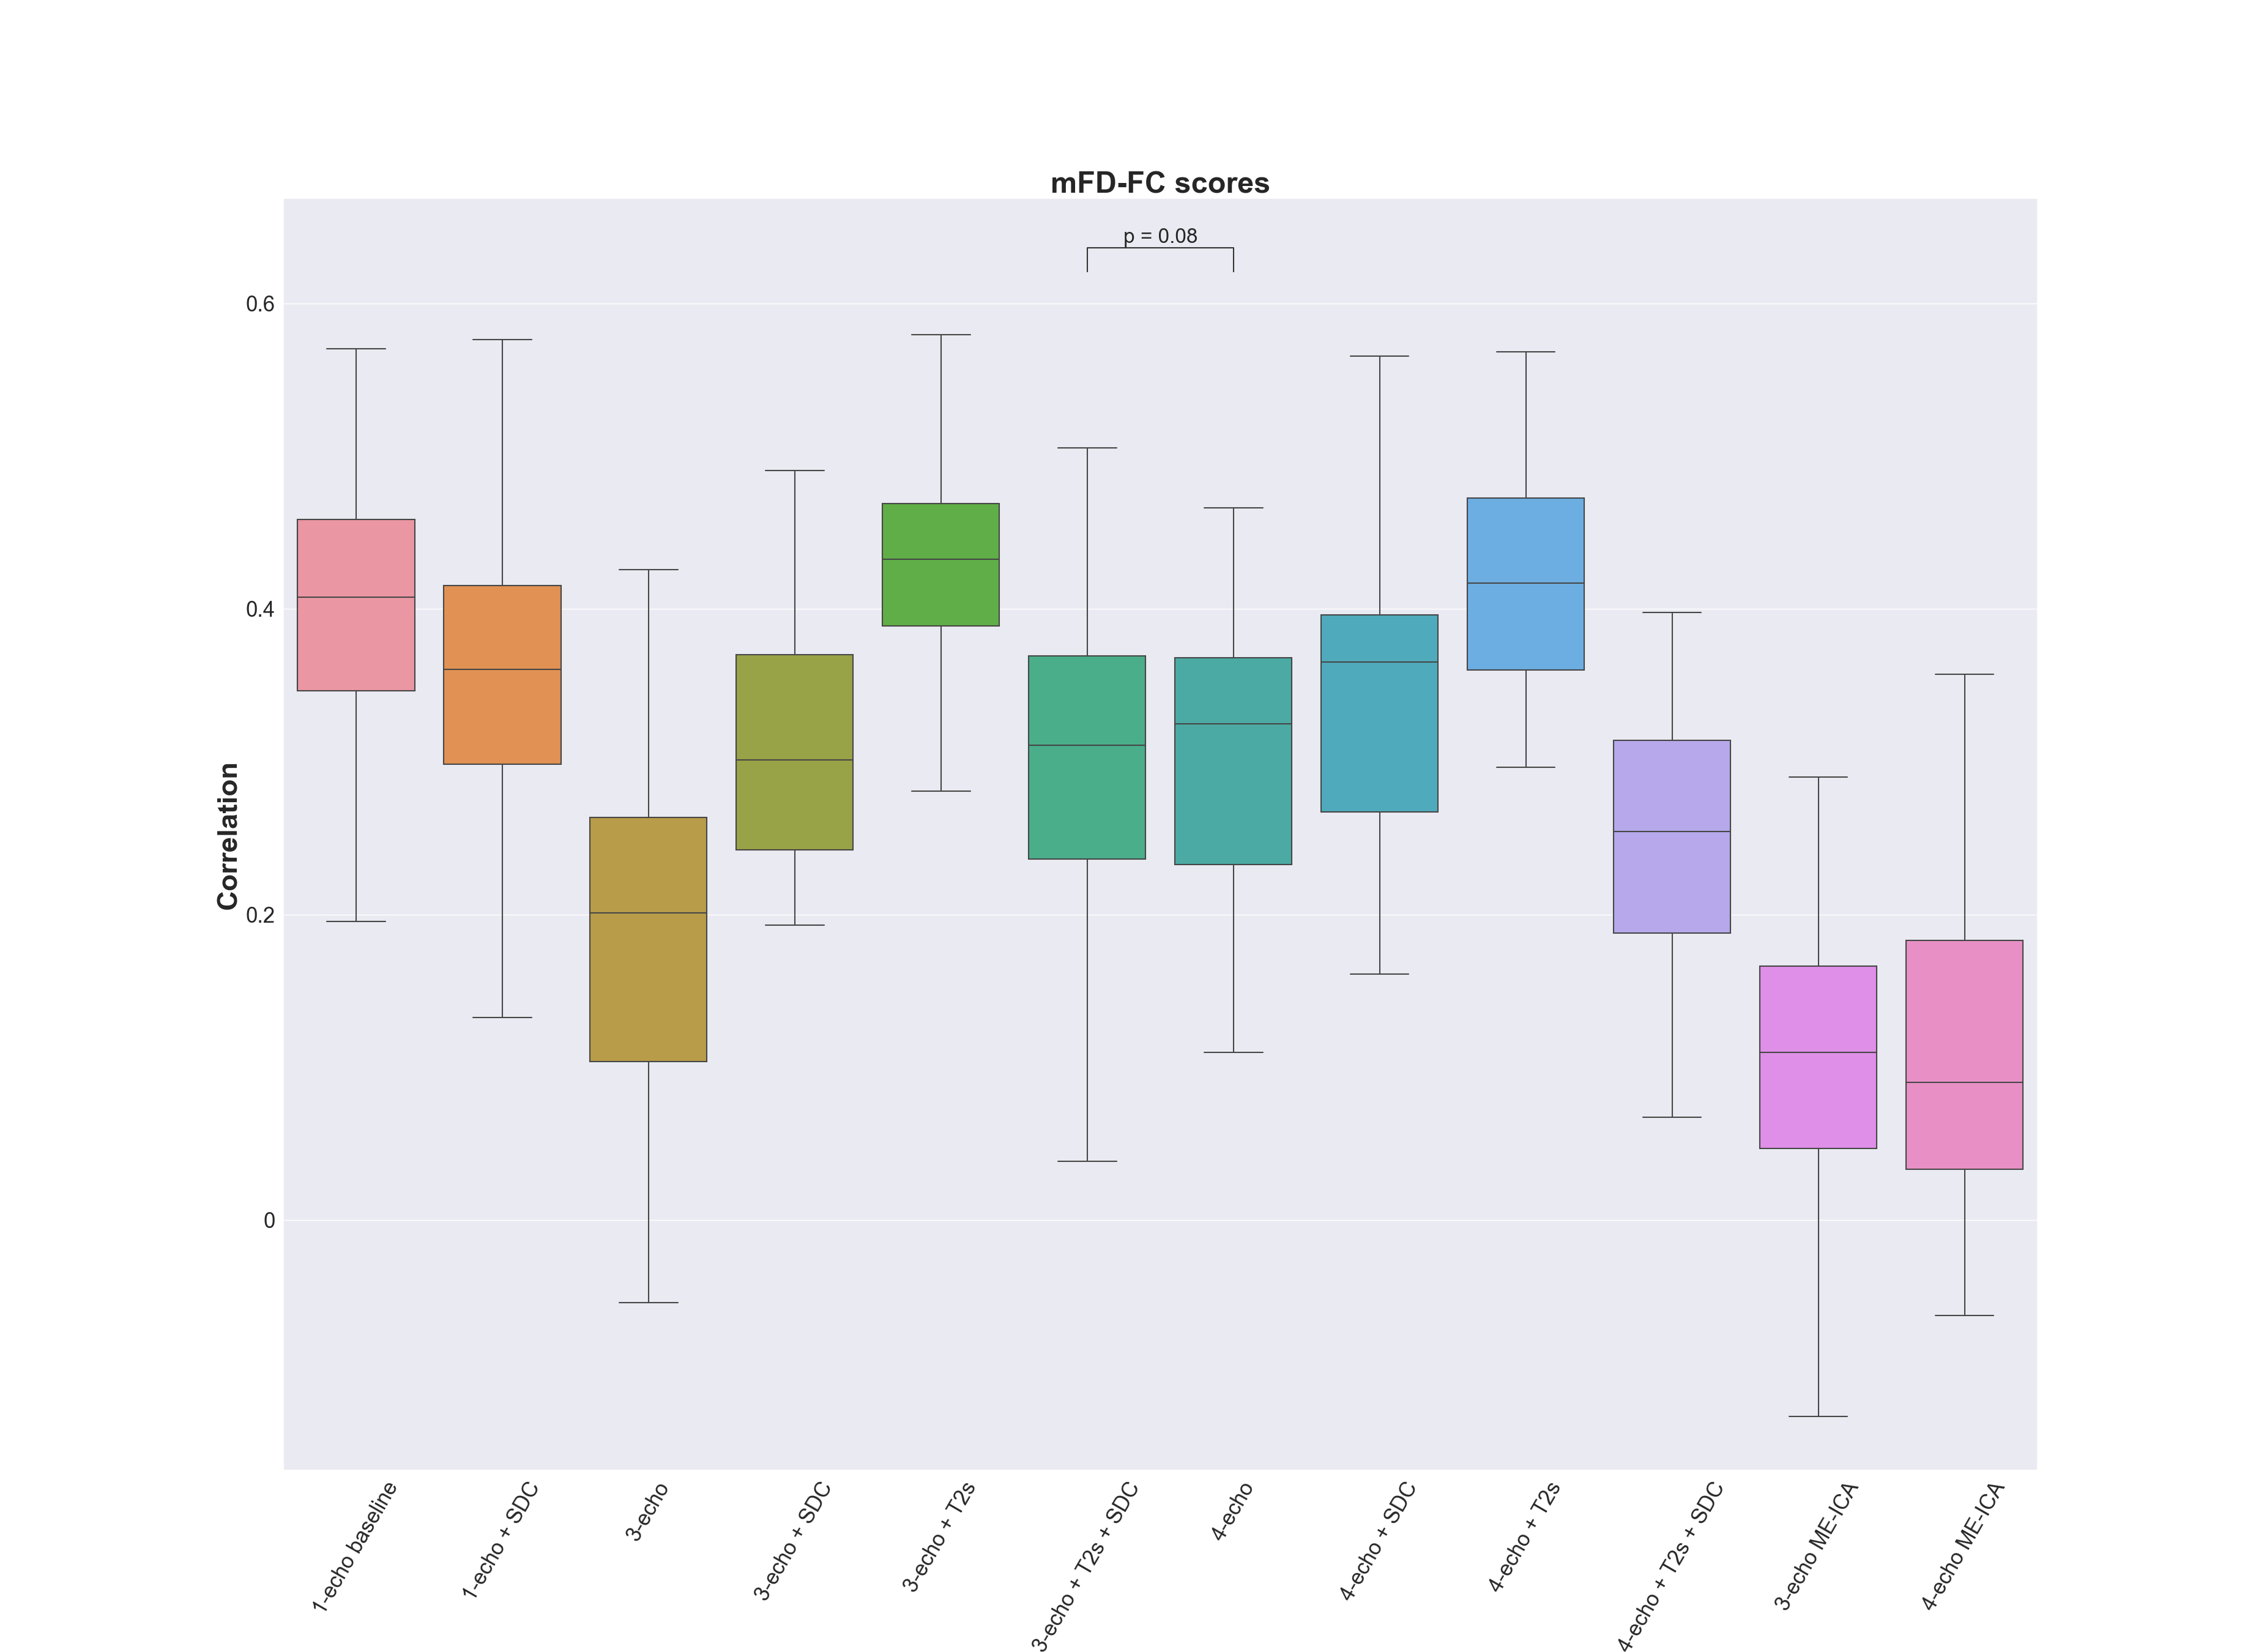 mFD-FC scores
p = 0.08
0.6
0.4
0.2
0
Correlation
1-echo baseline
1-echo + SDC
3-echo
3-echo + SDC
3-echo + T2s
3-echo + T2s + SDC
4-echo
4-echo + SDC
4-echo + T2s
4-echo + T2s + SDC
3-echo ME-ICA
4-echo ME-ICA